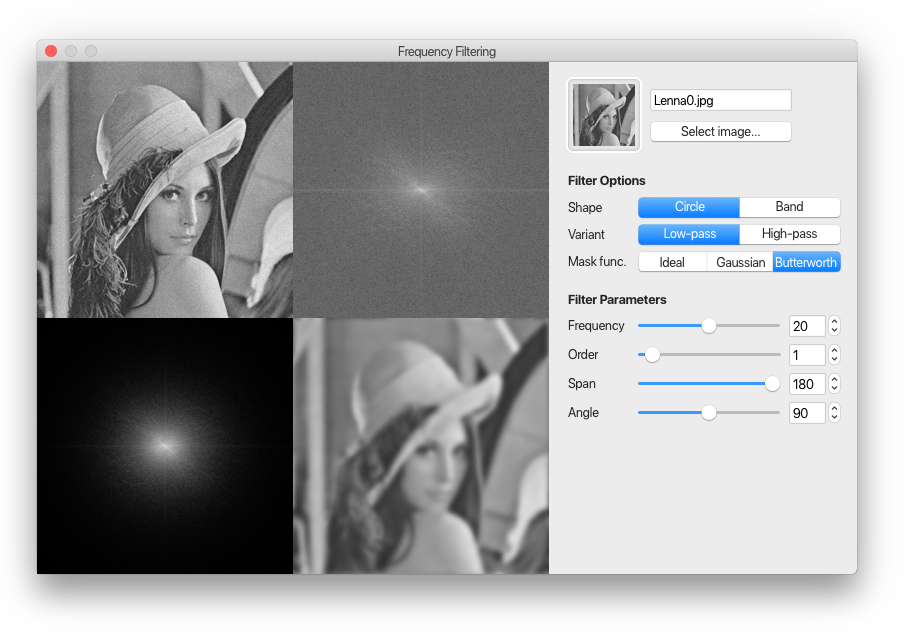 Frequency Filtering
Lenna0.jpg
Select image...
Filter Options
Shape Circle Band
Variant Low-pass High-pass
Mask func. Ideal Gaussian Butterworth
Filter Parameters
Frequency 20
Order 1
Span 180
Angle 90